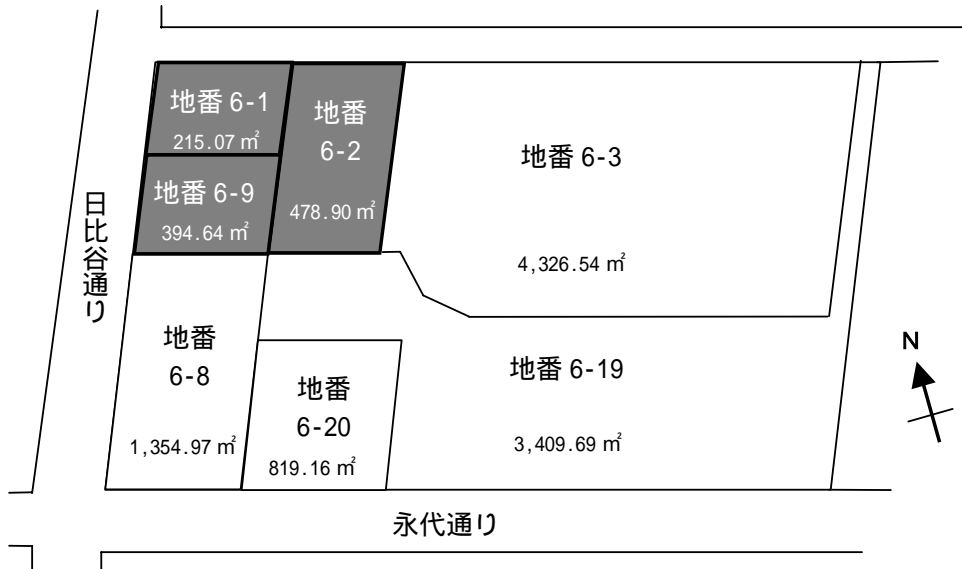 地番 6-1
215.07 ㎡
地番
6-2
478.90 ㎡
地番 6-9
394.64 ㎡
地番 6-3
4,326.54 ㎡
日比谷通り
地番
6-8
1,354.97 ㎡
地番
6-20
819.16 ㎡
地番 6-19
3,409.69 ㎡
N
永代通り